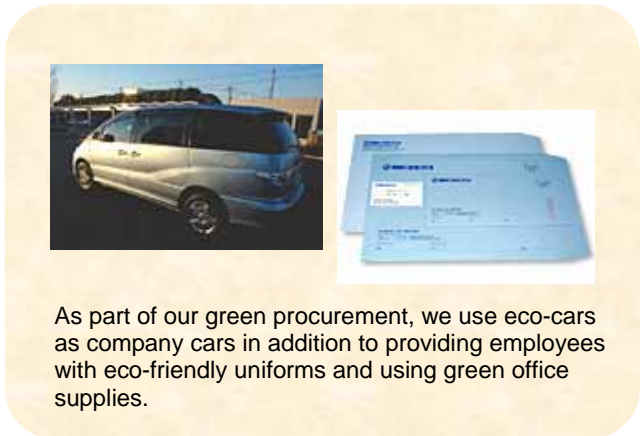 As part of our green procurement, we use eco-cars
as company cars in addition to providing employees
with eco-friendly uniforms and using green office
supplies.